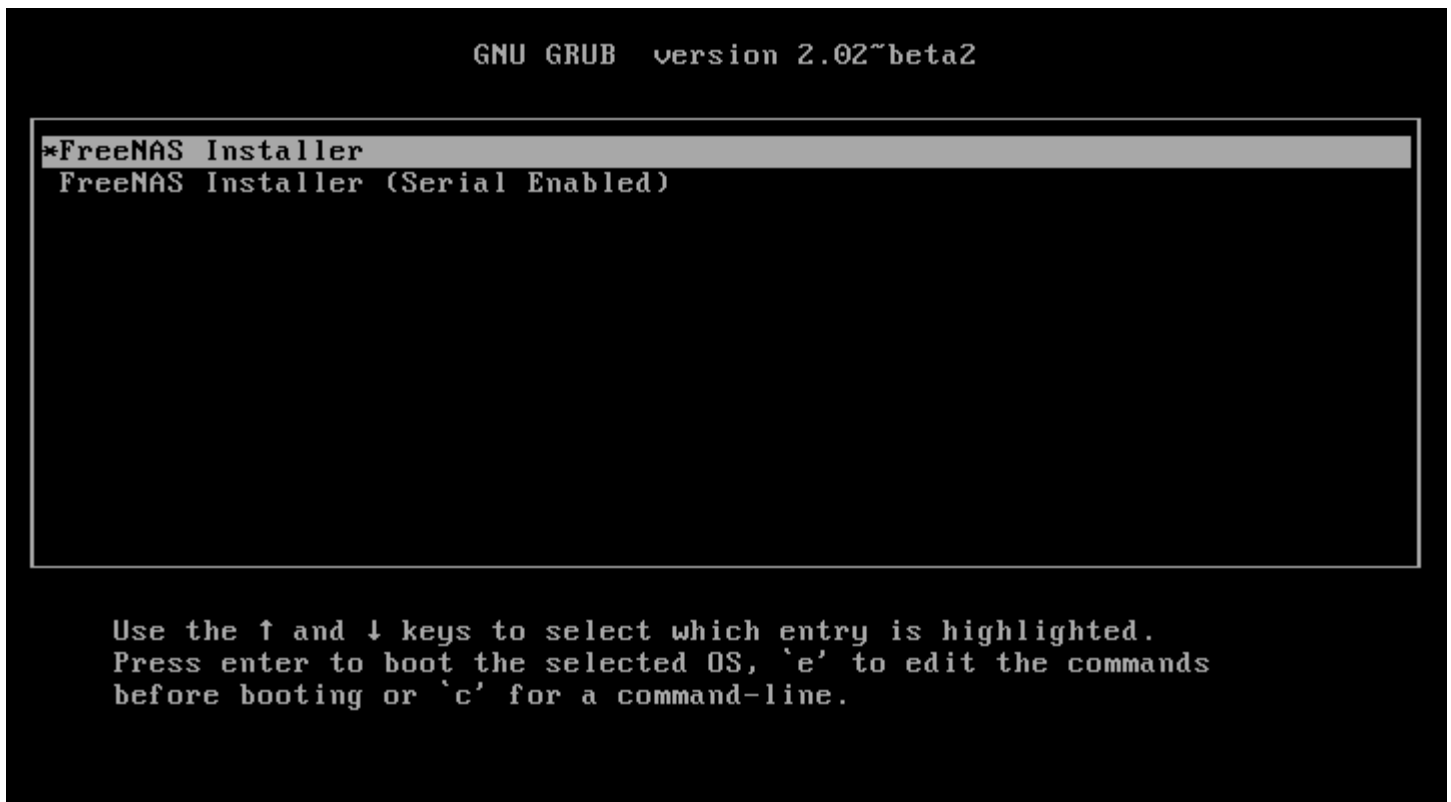 GNU GRUB  version 2.02~beta2
*FreeNAS Installer
FreeNAS Installer (Serial Enabled)
Use the ↑ and ↓ keys to select which entry is highlighted.
Press enter to boot the selected OS, `e' to edit the commands
before booting or `c' for a command-line.